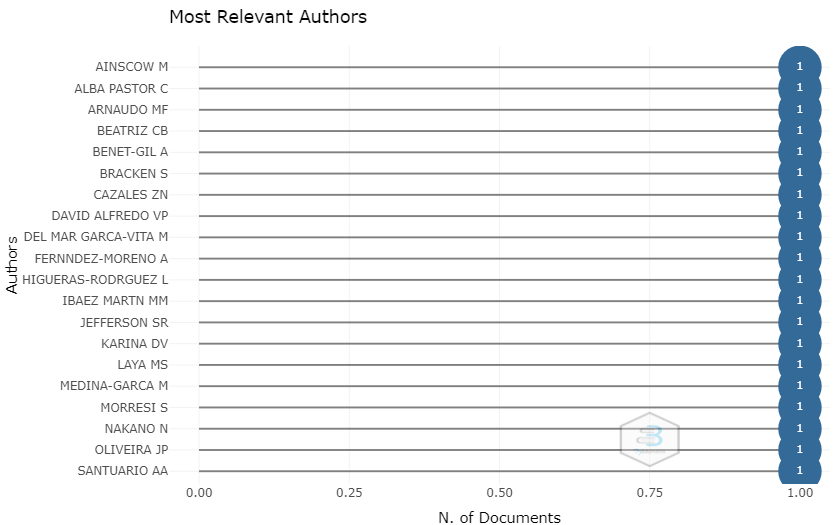 Most Relevant Authors
Authors
AINSCOW M 1
ALBA PASTOR C 1
ARNAUDO MF 1
BEATRIZ CB 1
BENET-GIL A 1
BRACKEN S 1
CAZALES ZN 1
DAVID ALFREDO VP 1
DEL MAR GARCA-VITA M 1
FERNNDEZ-MORENO A 1
HIGUERAS-RODRGUEZ L 1
IBAEZ MARTN MM 1
JEFFERSON SR 1
KARINA DV 1
LAYA MS 1
MEDINA-GARCA M 1
MORRESI S 1
NAKANO N 1
OLIVEIRA JP 1
SANTUARIO AA 1
0.00 0.25 0.50 0.75 1.00
N. of Documents